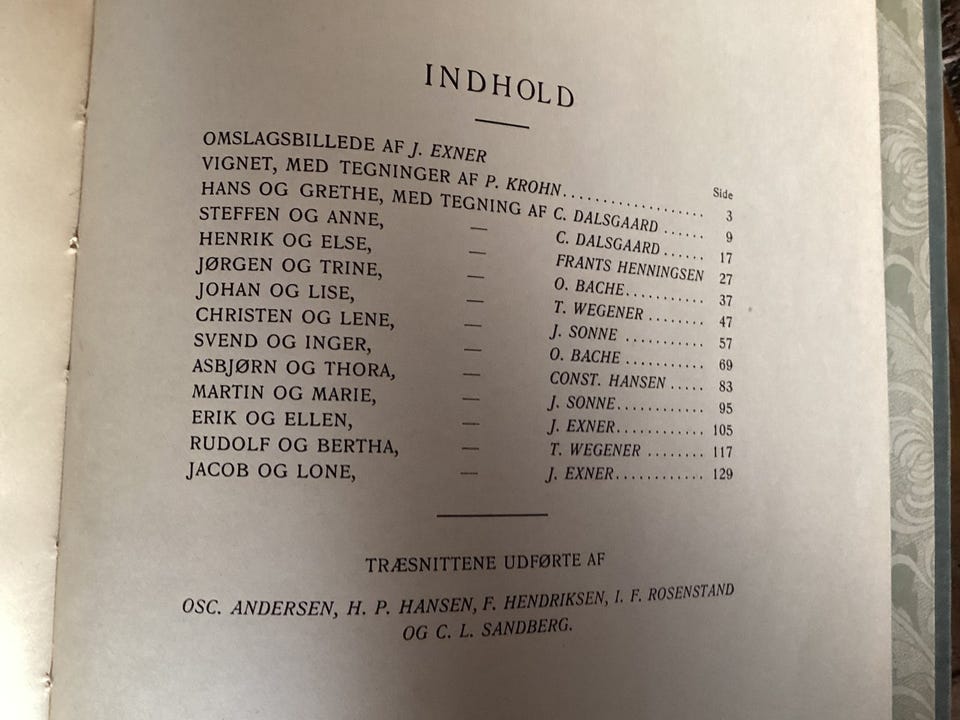 INDHOLD
OMSLAGSBILLEDE AF J. EXNER
Side
VIGNET, MED TEGNINGER AF P. KROHN................... 3
HANS OG GRETHE, MED TEGNING AF C. DALSGAARD ...... 9
STEFFEN OG ANNE, — C. DALSGAARD ...... 17
HENRIK OG ELSE, — FRANTS HENNINGSEN 27
JØRGEN OG TRINE, — O. BACHE........... 37
JOHAN OG LISE, — T. WEGENER ........ 47
CHRISTEN OG LENE, — J. SONNE ........... 57
SVEND OG INGER, — O. BACHE ........... 69
ASBJØRN OG THORA, — CONST. HANSEN ..... 83
MARTIN OG MARIE, — J. SONNE............ 95
ERIK OG ELLEN, — J. EXNER............ 105
RUDOLF OG BERTHA, — T. WEGENER ........ 117
JACOB OG LONE, — J. EXNER............ 129
TRÆSNITTENE UDFØRTE AF
OSC. ANDERSEN, H. P. HANSEN, F. HENDRIKSEN, I. F. ROSENSTAND
OG C. L. SANDBERG.